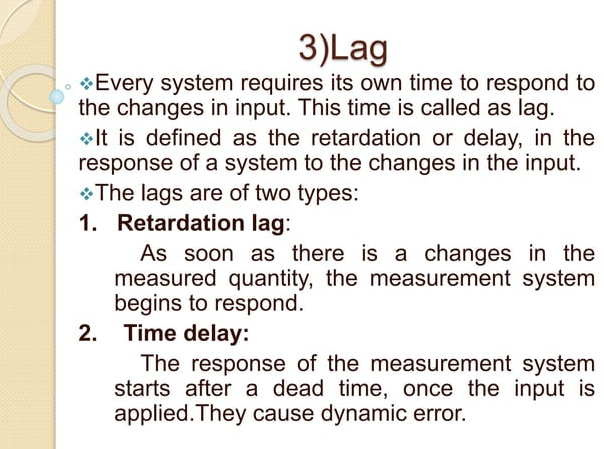 3)Lag
❖Every system requires its own time to respond to
the changes in input. This time is called as lag.
❖It is defined as the retardation or delay, in the
response of a system to the changes in the input.
❖The lags are of two types:
1. Retardation lag:
As soon as there is a changes in the
measured quantity, the measurement system
begins to respond.
2. Time delay:
The response of the measurement system
starts after a dead time, once the input is
applied.They cause dynamic error.